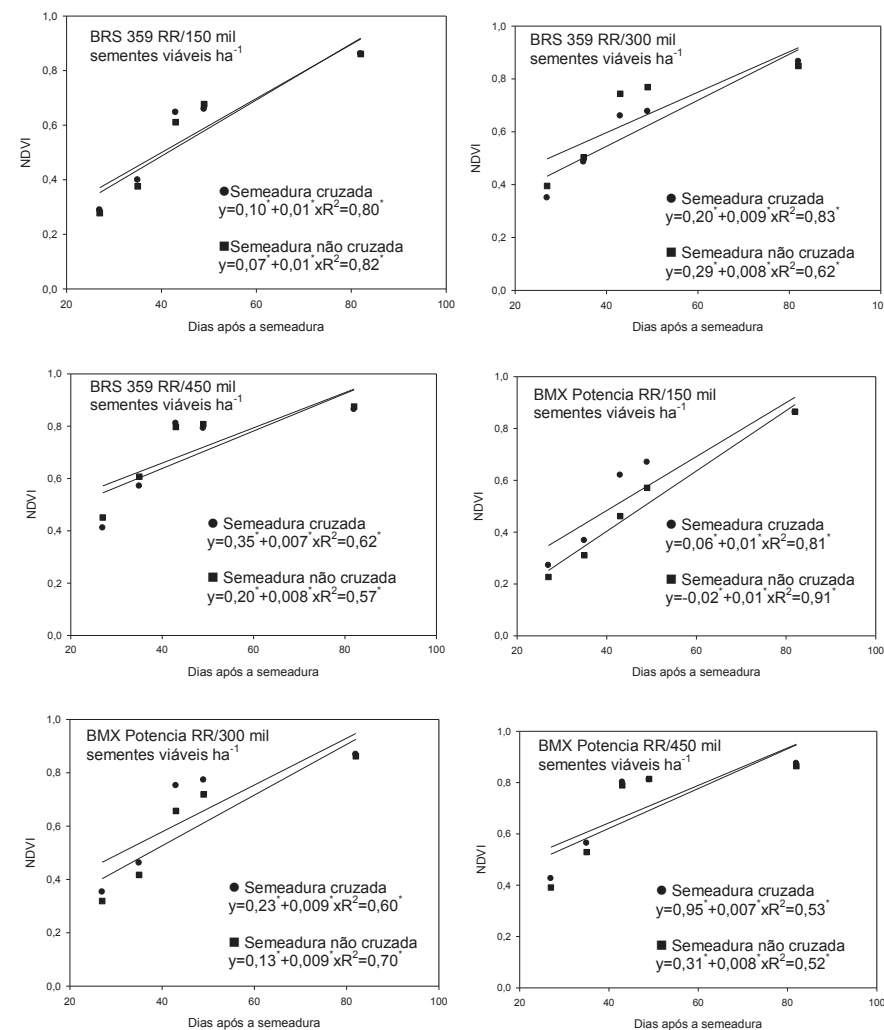 BRS 359 RR/150 mil
sementes viáveis ha-1
1,0
0,8
0,6
0,4
0,2
0,0
NDVI
●Semeadura cruzada
y=0,10*+0,01*xR2=0,80*
■Semeadura não cruzada
y=0,07*+0,01*xR2=0,82*
20 40 60 80 100
Dias após a semeadura
BRS 359 RR/300 mil
sementes viáveis ha-1
1,0
0,8
0,6
0,4
0,2
0,0
NDVI
● Semeadura cruzada
y=0,20*+0,009*xR2=0,83*
■ Semeadura não cruzada
y=0,29*+0,008*xR2=0,62*
20 40 60 80 100
Dias após a semeadura
BRS 359 RR/450 mil
sementes viáveis ha-1
1,0
0,8
0,6
0,4
0,2
0,0
NDVI
● Semeadura cruzada
y=0,35*+0,007*xR2=0,62*
■ Semeadura não cruzada
y=0,20*+0,008*xR2=0,57*
20 40 60 80 100
Dias após a semeadura
BMX Potencia RR/150 mil
sementes viáveis ha-1
1,0
0,8
0,6
0,4
0,2
0,0
NDVI
● Semeadura cruzada
y=0,06*+0,01*xR2=0,81*
■ Semeadura não cruzada
y=-0,02*+0,01*xR2=0,91*
20 40 60 80 100
Dias após a semeadura
BMX Potencia RR/300 mil
sementes viáveis ha-1
1,0
0,8
0,6
0,4
0,2
0,0
NDVI
● Semeadura cruzada
y=0,23*+0,009*xR2=0,60*
■ Semeadura não cruzada
y=0,13*+0,009*xR2=0,70*
20 40 60 80 100
Dias após a semeadura
BMX Potencia RR/450 mil
sementes viáveis ha-1
1,0
0,8
0,6
0,4
0,2
0,0
NDVI
● Semeadura cruzada
y=0,95*+0,007*xR2=0,53*
■ Semeadura não cruzada
y=0,31*+0,008*xR2=0,52*
20 40 60 80 100
Dias após a semeadura